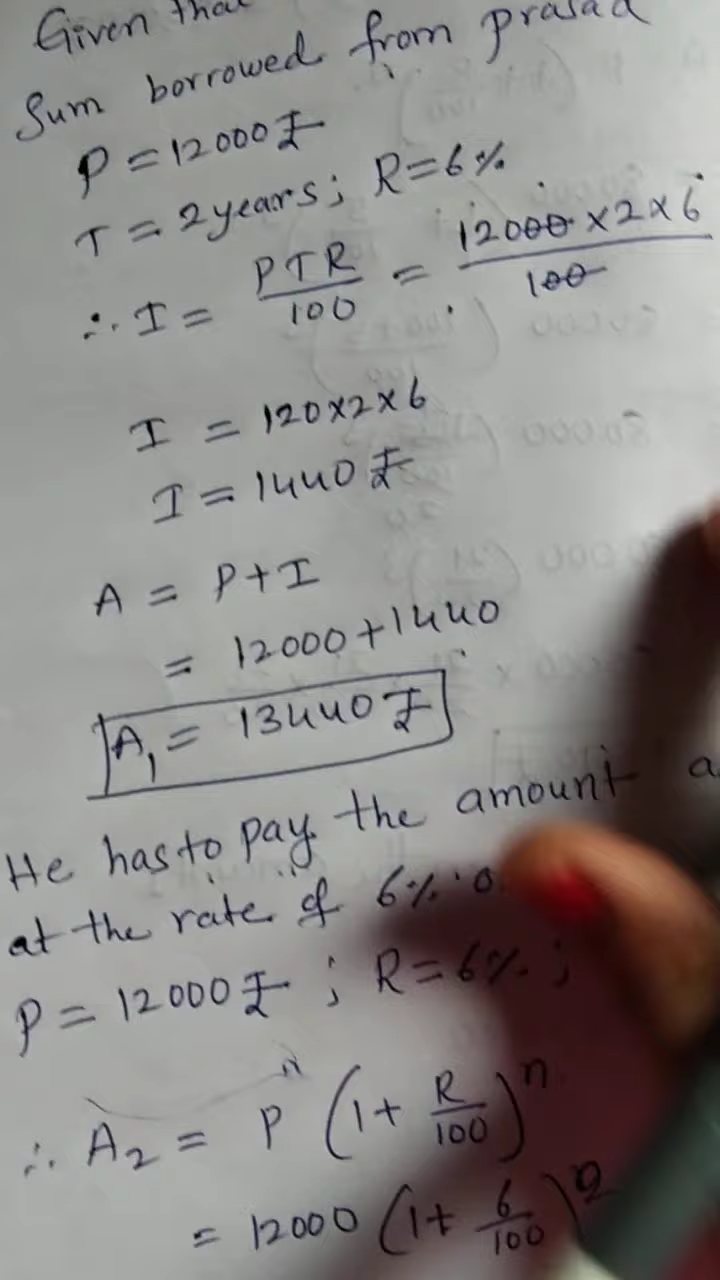 Given that
Sum borrowed from prasad
P = 12000 ₹
T = 2 years; R = 6%
∴ I = PTR/100 = 12000 × 2 × 6/100
I = 120 × 2 × 6
I = 1440 ₹
A = P + I
= 12000 + 1440
A₁ = 13440 ₹
He has to pay the amount
at the rate of 6%
P = 12000 ₹ ; R = 6% ;
∴ A₂ = P (1 + R/100)ⁿ
= 12000 (1 + 6/100)²